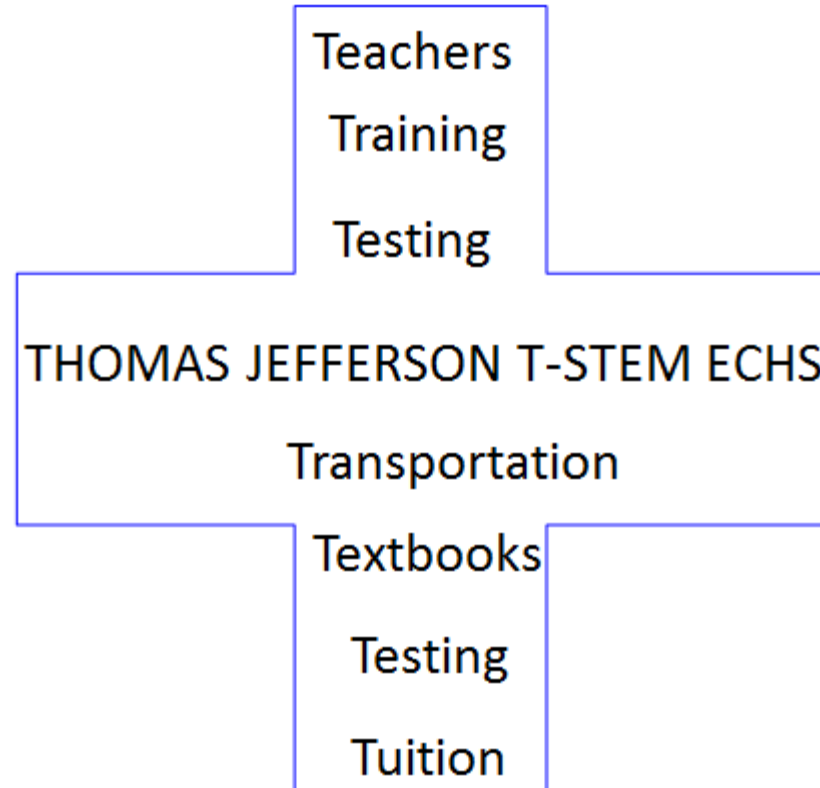 Teachers
Training
Testing
THOMAS JEFFERSON T-STEM ECHS
Transportation
Textbooks
Testing
Tuition